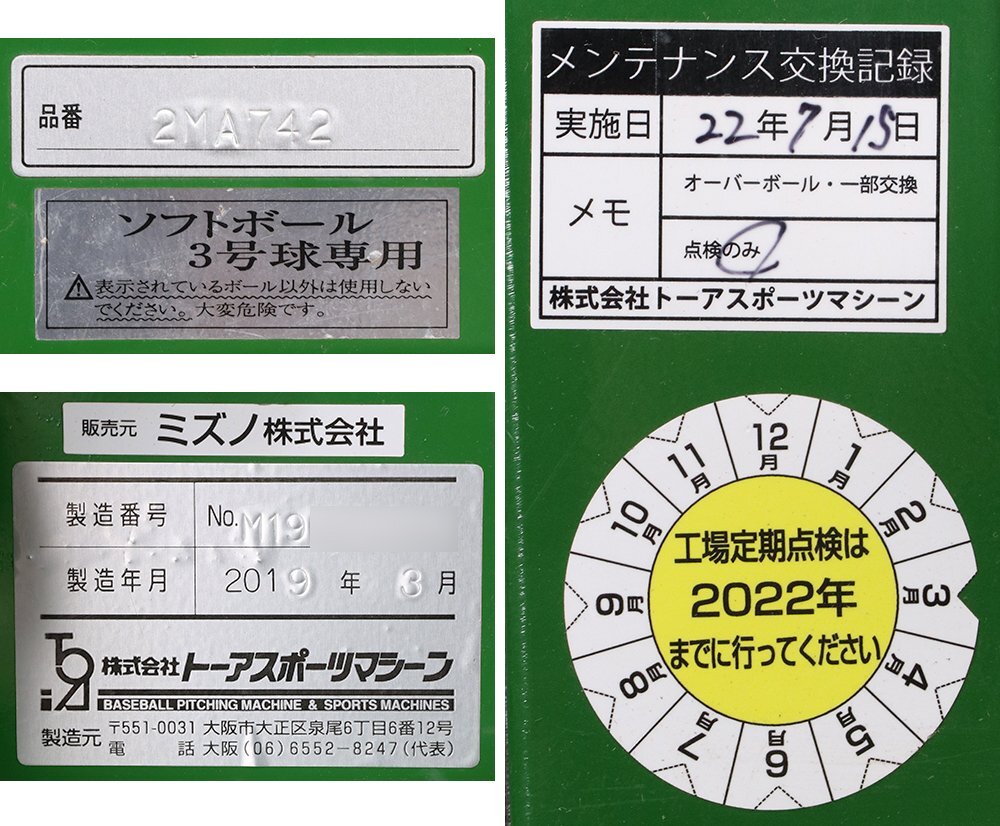 品番 2MA742
ソフトボール
3号球専用
⚠表示されているボール以外は使用しない
でください。大変危険です。
販売元 ミズノ株式会社
製造番号 No.M19
製造年月 2019年 3月
株式会社トーアスポーツマシーン
BASEBALL PITCHING MACHINE & SPORTS MACHINES
製造元 〒551-0031 大阪市大正区泉尾6丁目6番12号
電話 大阪(06)6552-8247(代表)
メンテナンス交換記録
実施日 22年7月15日
メモ
オーバーボール・一部交換
点検のみ
株式会社トーアスポーツマシーン
12月
1月
2月
3月
4月
5月
6月
7月
8月
9月
10月
11月
工場定期点検は
2022年
までに行ってください